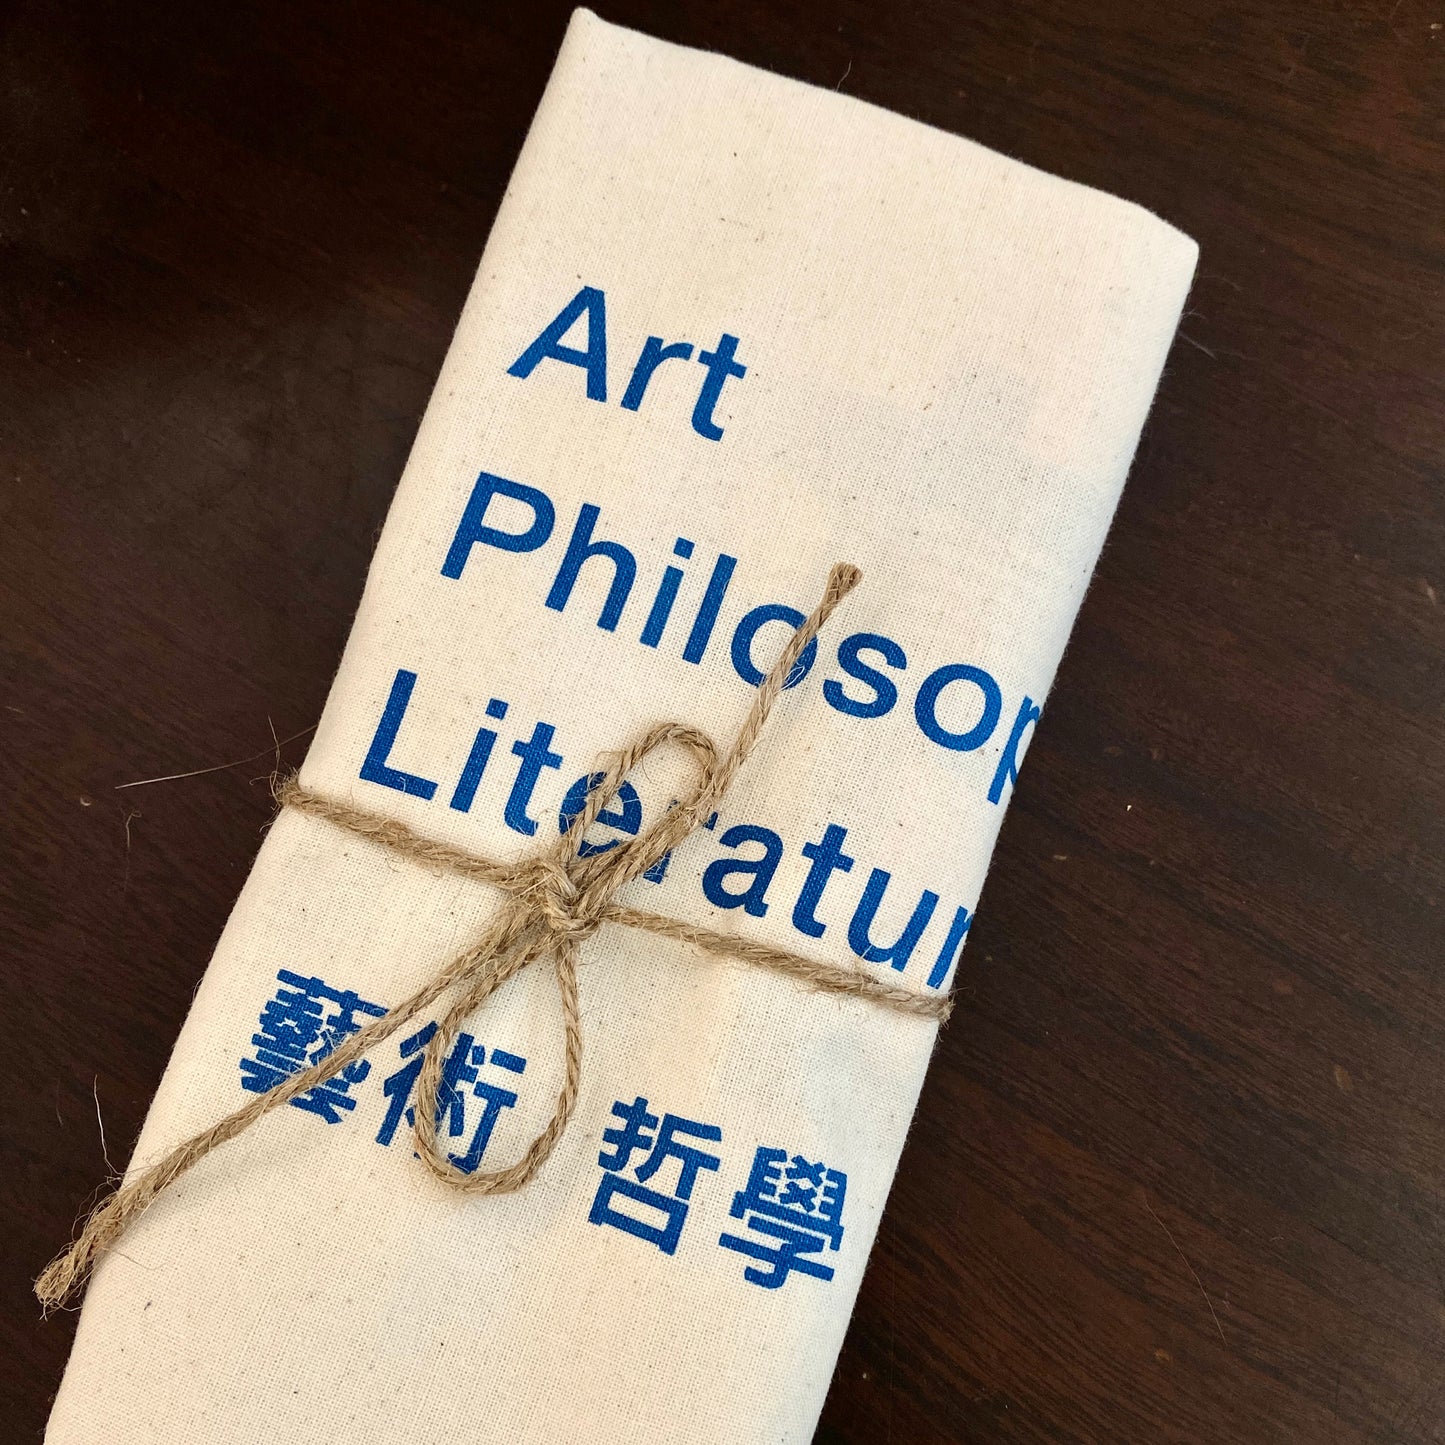 Art
Philosop
Literatur
藝術 哲學